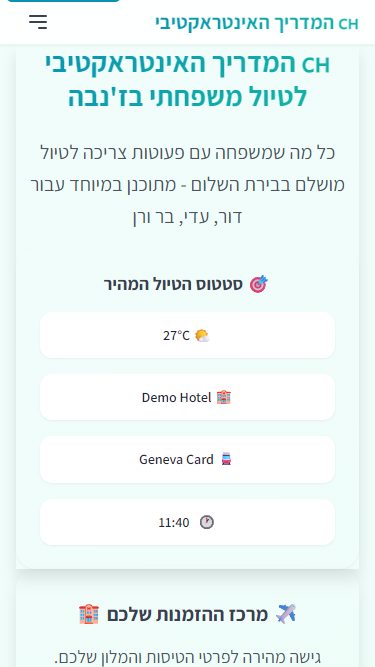 CH המדריך האינטראקטיבי
CH המדריך האינטראקטיבי
לטיול משפחתי בז'נבה
כל מה שמשפחה עם פעוטות צריכה לטיול
מושלם בבירת השלום - מתוכנן במיוחד עבור
דור, עדי, בר ורן
🎯 סטטוס הטיול המהיר
🌤️ 27°C
🏨 Demo Hotel
🚊 Geneva Card
🕐 11:40
✈️ מרכז ההזמנות שלכם 🏨
גישה מהירה לפרטי הטיסות והמלון שלכם.